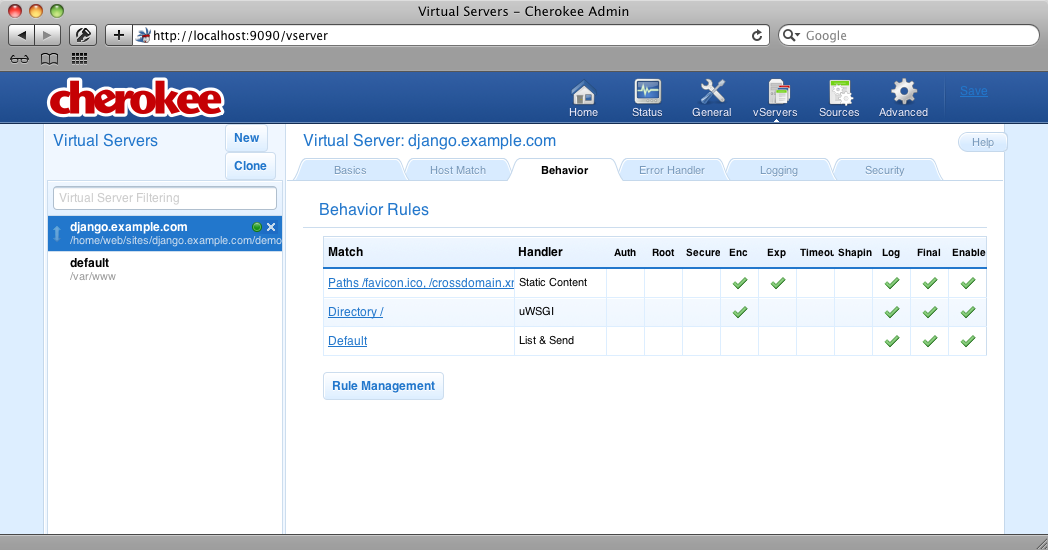 Virtual Servers – Cherokee Admin
http://localhost:9090/vserver
Google
cherokee
Home Status General vServers Sources Advanced Save
Virtual Servers
New
Clone
Virtual Server Filtering
django.example.com
/home/web/sites/django.example.com/demo
default
/var/www
Virtual Server: django.example.com
Help
Basics Host Match Behavior Error Handler Logging Security
Behavior Rules
Match Handler Auth Root Secure Enc Exp Timeou Shapin Log Final Enable
Paths /favicon.ico, /crossdomain.xm Static Content
Directory / uWSGI
Default List & Send
Rule Management